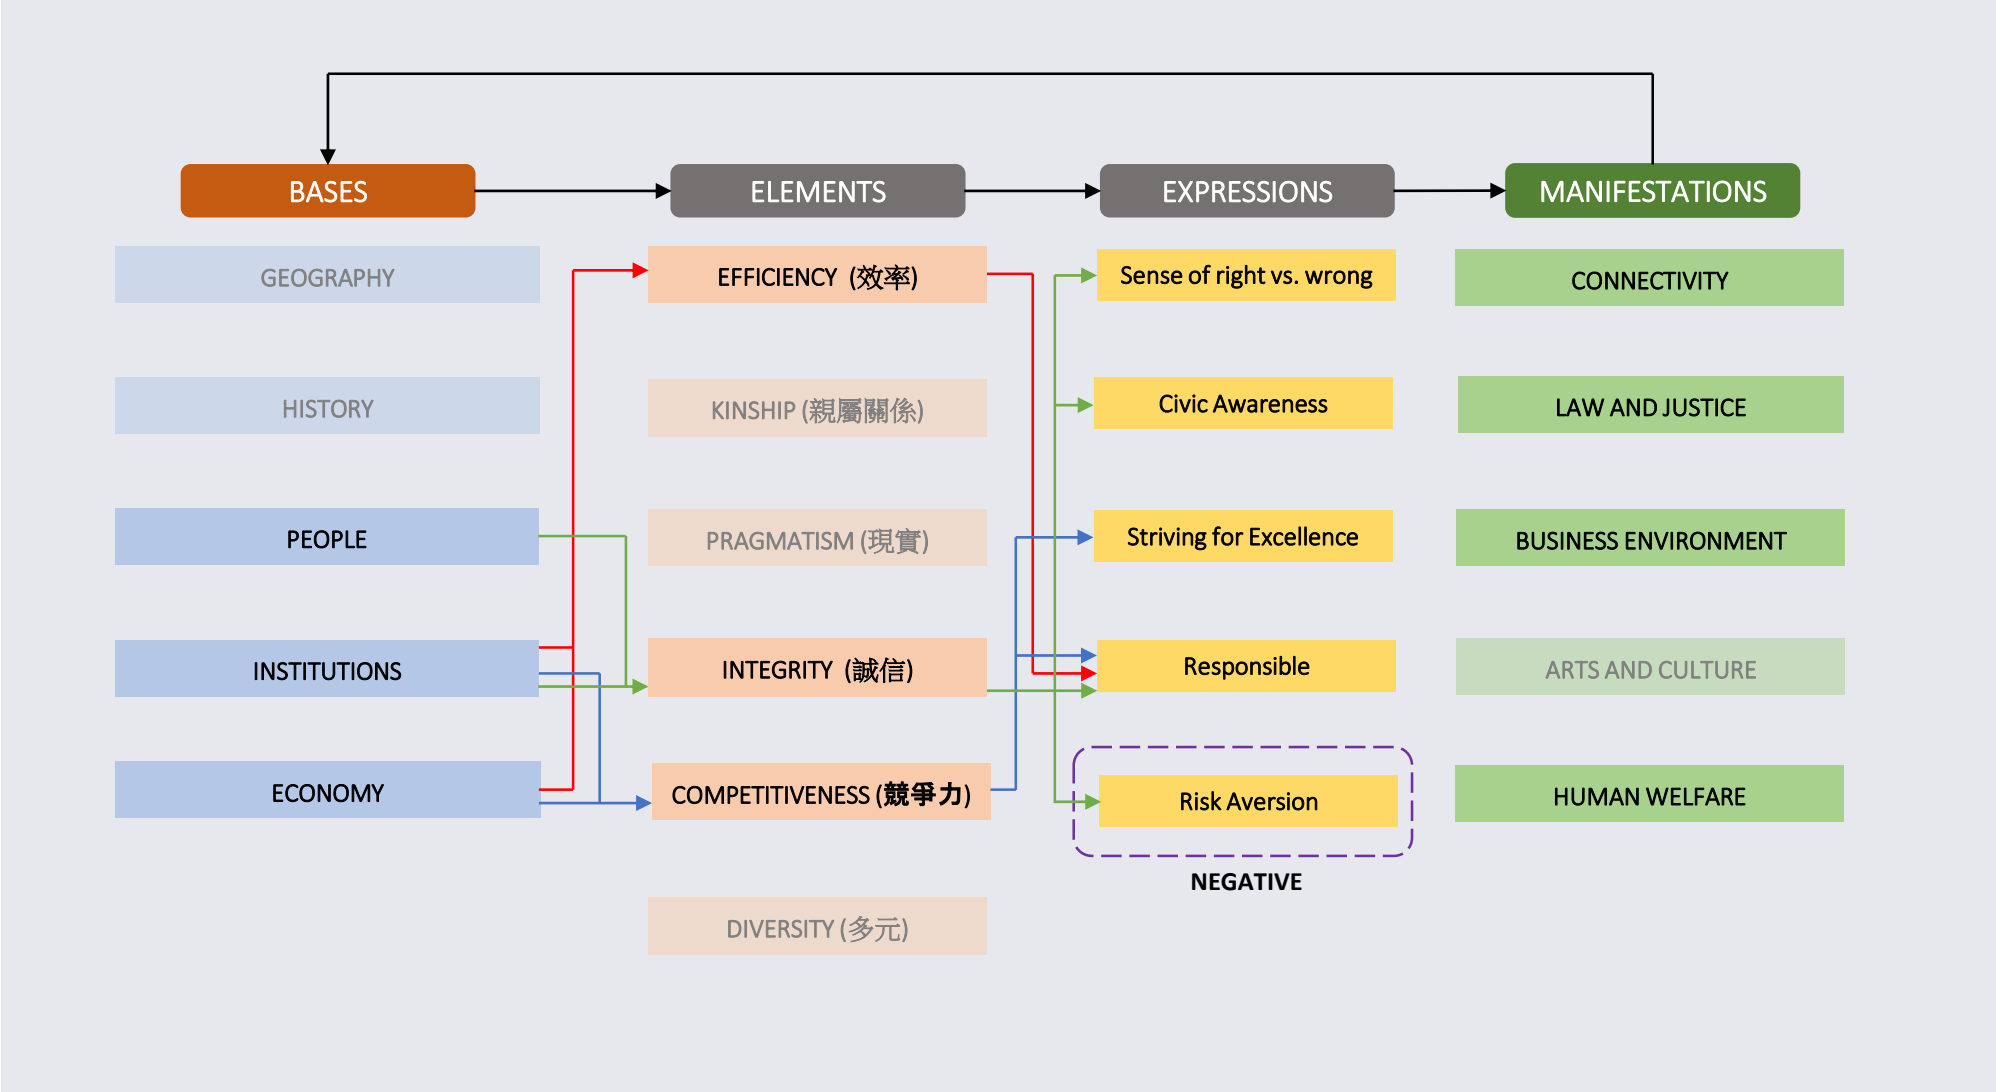 BASES
ELEMENTS
EXPRESSIONS
MANIFESTATIONS
GEOGRAPHY
EFFICIENCY (效率)
Sense of right vs. wrong
CONNECTIVITY
HISTORY
KINSHIP (親屬關係)
Civic Awareness
LAW AND JUSTICE
PEOPLE
PRAGMATISM (現實)
Striving for Excellence
BUSINESS ENVIRONMENT
INSTITUTIONS
INTEGRITY (誠信)
Responsible
ARTS AND CULTURE
ECONOMY
COMPETITIVENESS (競爭力)
Risk Aversion
HUMAN WELFARE
NEGATIVE
DIVERSITY (多元)